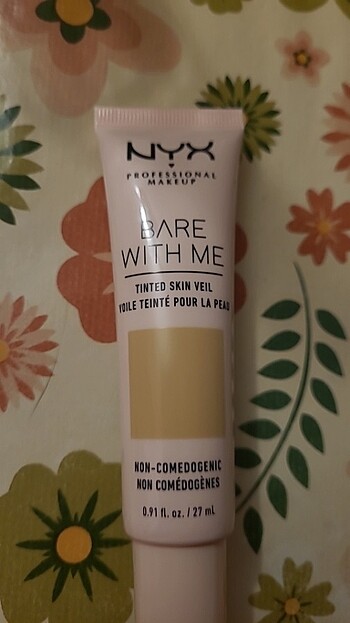 NYX
PROFESSIONAL
MAKEUP
BARE
WITH ME
TINTED SKIN VEIL
VOILE TEINTÉ POUR LA PEAU
NON-COMEDOGENIC
NON COMÉDOGÈNES
0.91 fl. oz. / 27 mL